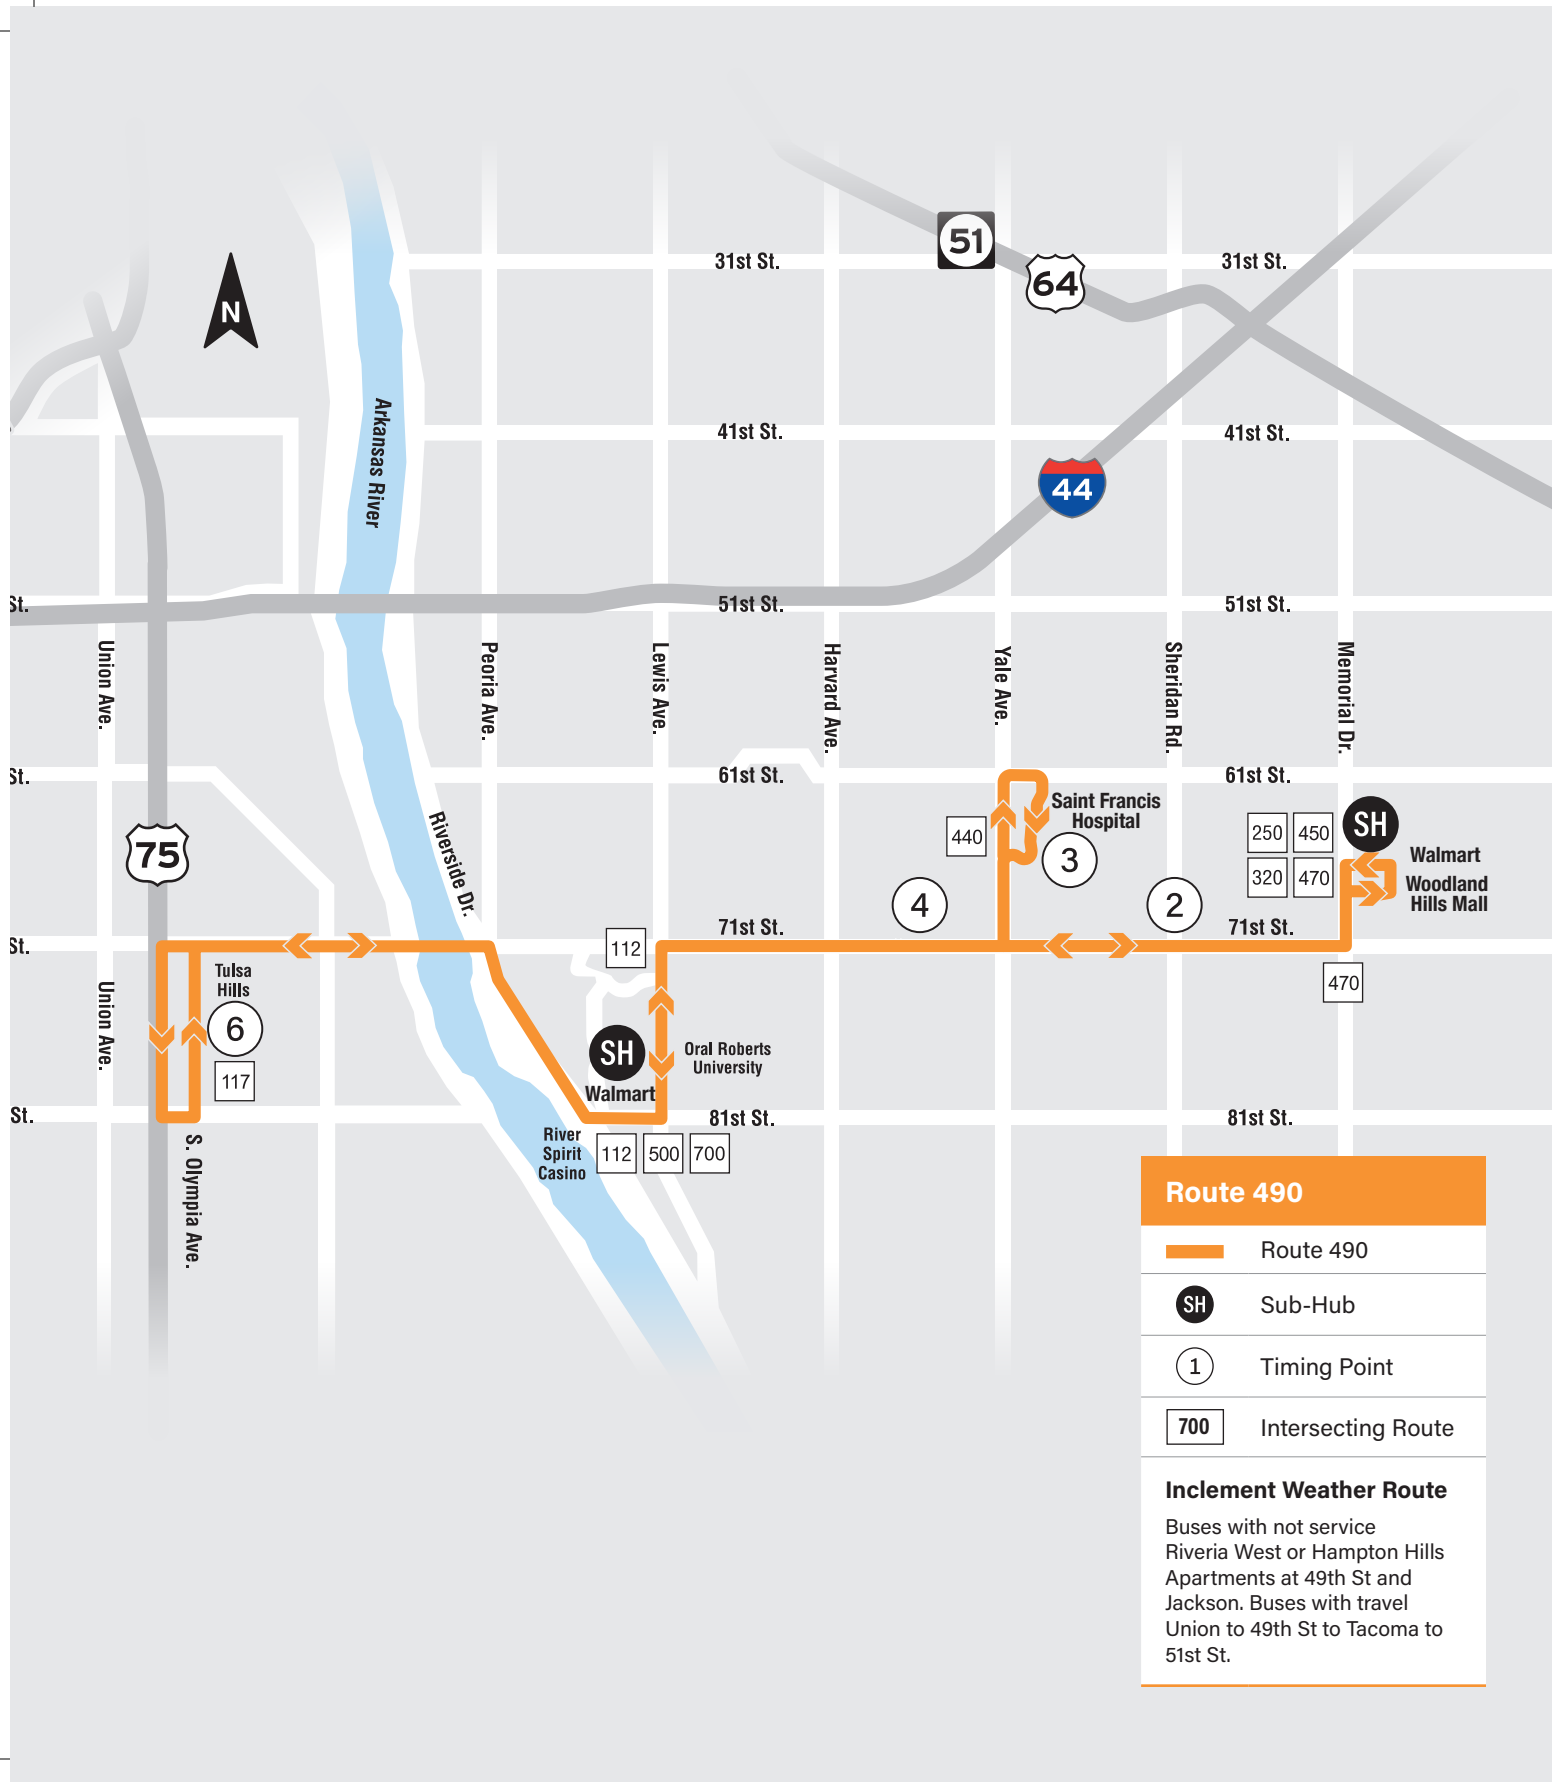 51
31st St.
31st St.
64
N
Arkansas River
41st St.
41st St.
44
St.
51st St.
51st St.
Union Ave.
Peoria Ave.
Lewis Ave.
Harvard Ave.
Yale Ave.
Sheridan Rd.
Memorial Dr.
St.
61st St.
61st St.
Saint Francis
Hospital
440
3
250
450
SH
320
470
Walmart
Woodland
Hills Mall
75
Riverside Dr.
4
2
St.
112
71st St.
71st St.
470
Tulsa
Hills
6
117
Union Ave.
SH
Walmart
Oral Roberts
University
St.
81st St.
81st St.
River
Spirit
Casino
112
500
700
S. Olympia Ave.
Route 490
Route 490
SH
Sub-Hub
1
Timing Point
700
Intersecting Route
Inclement Weather Route
Buses with not service
Riveria West or Hampton Hills
Apartments at 49th St and
Jackson. Buses with travel
Union to 49th St to Tacoma to
51st St.